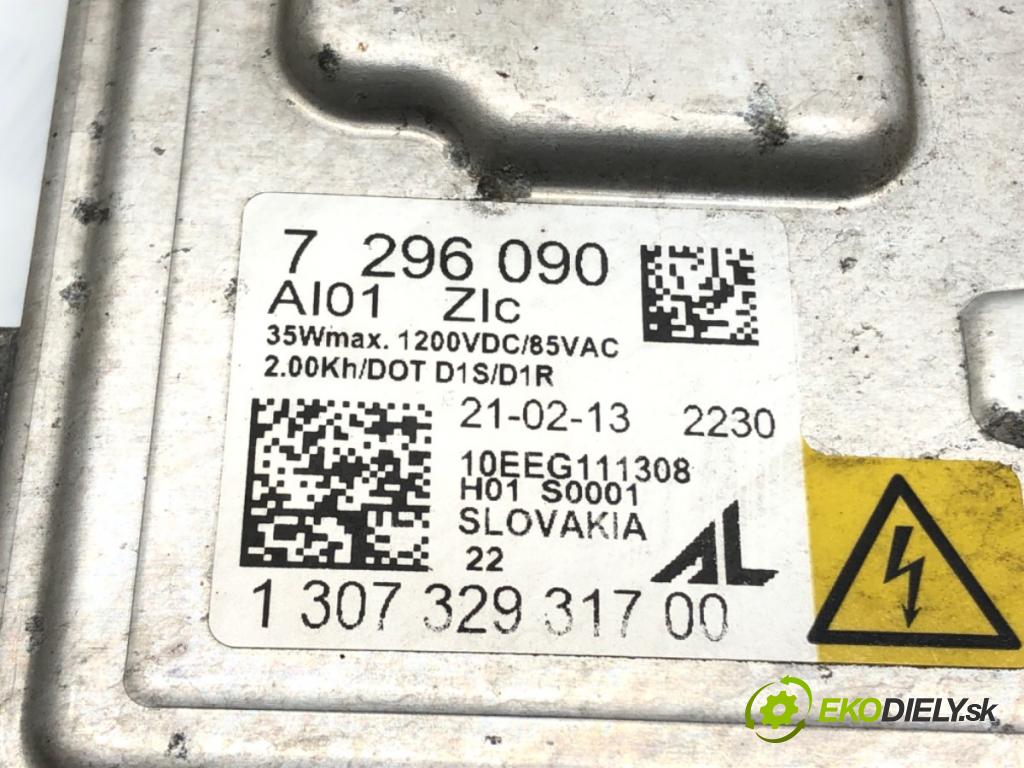 7 296 090
AI01 ZIc
35Wmax. 1200VDC/85VAC
2.00Kh/DOT D1S/D1R
21-02-13 2230
10EEG111308
H01 S0001
SLOVAKIA
22
AL
1 307 329 317 00
EKODIELY.sk